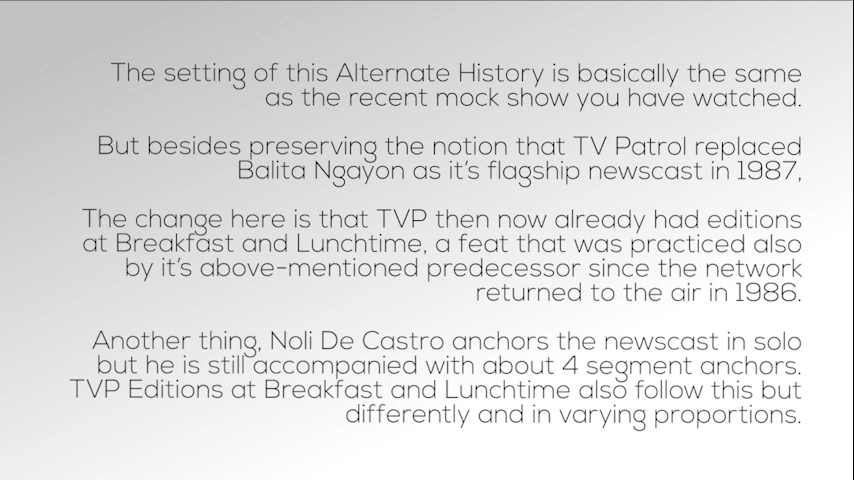 The setting of this Alternate History is basically the same
as the recent mock show you have watched.
But besides preserving the notion that TV Patrol replaced
Balita Ngayon as it's flagship newscast in 1987,
The change here is that TVP then now already had editions
at Breakfast and Lunchtime, a feat that was practiced also
by it's above-mentioned predecessor since the network
returned to the air in 1986.
Another thing, Noli De Castro anchors the newscast in solo
but he is still accompanied with about 4 segment anchors.
TVP Editions at Breakfast and Lunchtime also follow this but
differently and in varying proportions.